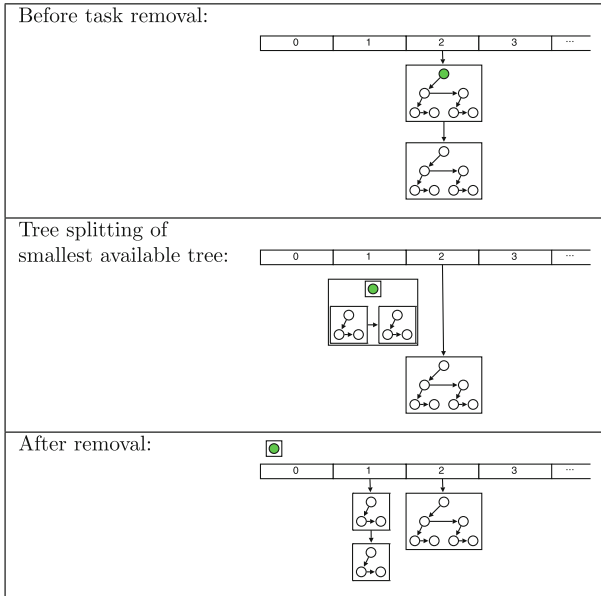 Before task removal:
0 1 2 3 ...
Tree splitting of
smallest available tree:
0 1 2 3 ...
After removal:
0 1 2 3 ...